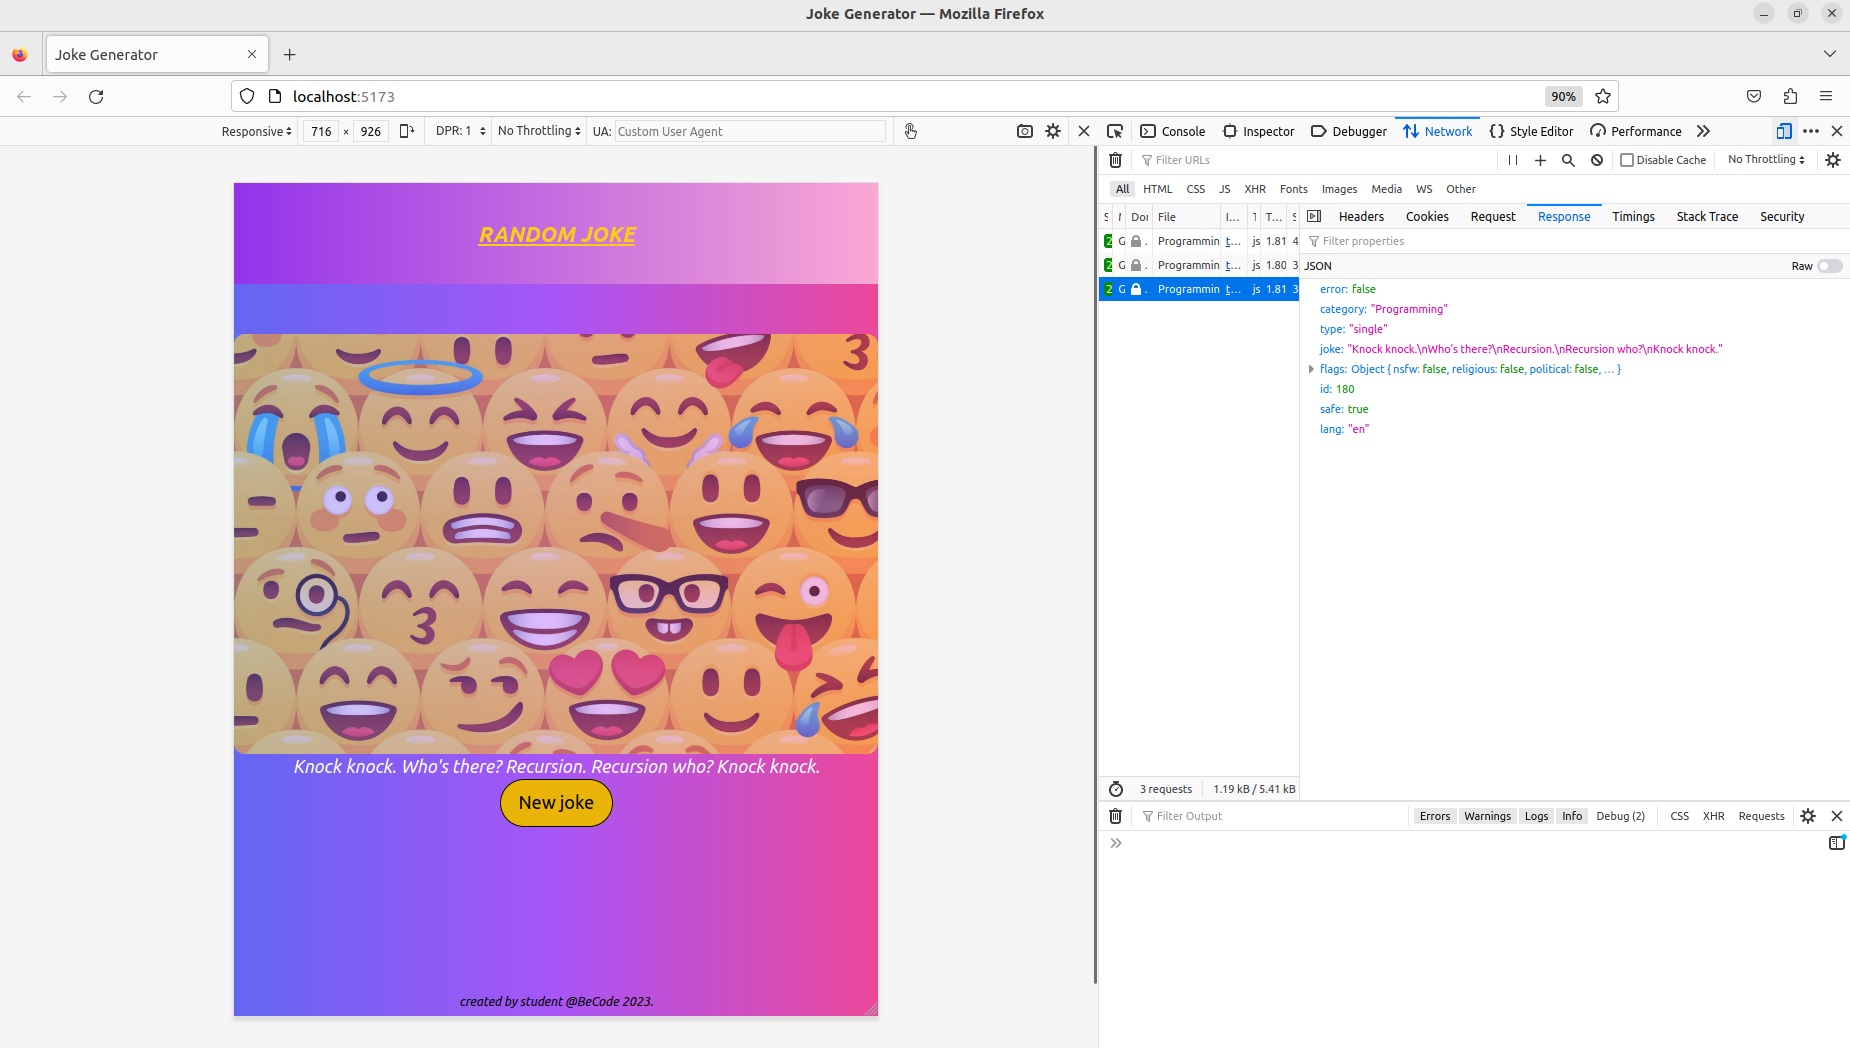 Joke Generator — Mozilla Firefox
Joke Generator
localhost:5173
90%
Responsive 716 × 926 DPR: 1 No Throttling UA: Custom User Agent
Console Inspector Debugger Network Style Editor Performance
Filter URLs Disable Cache No Throttling
All HTML CSS JS XHR Fonts Images Media WS Other
S Do File I... T T... S Headers Cookies Request Response Timings Stack Trace Security
2 G . Programmin t... js 1.81 4
2 G . Programmin t... js 1.80 3
2 G . Programmin t... js 1.81 3
Filter properties
JSON Raw
error: false
category: "Programming"
type: "single"
joke: "Knock knock.\nWho's there?\nRecursion.\nRecursion who?\nKnock knock."
flags: Object { nsfw: false, religious: false, political: false, … }
id: 180
safe: true
lang: "en"
3 requests 1.19 kB / 5.41 kB
Filter Output Errors Warnings Logs Info Debug (2) CSS XHR Requests
RANDOM JOKE
Knock knock. Who's there? Recursion. Recursion who? Knock knock.
New joke
created by student @BeCode 2023.